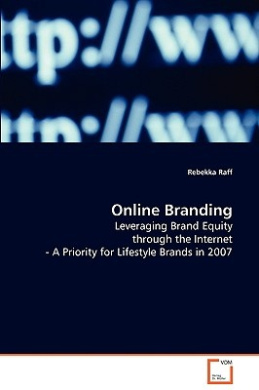 ttp://ww
ttp://ww
Rebekka Raff
Online Branding
Leveraging Brand Equity
through the Internet
- A Priority for Lifestyle Brands in 2007
VDM